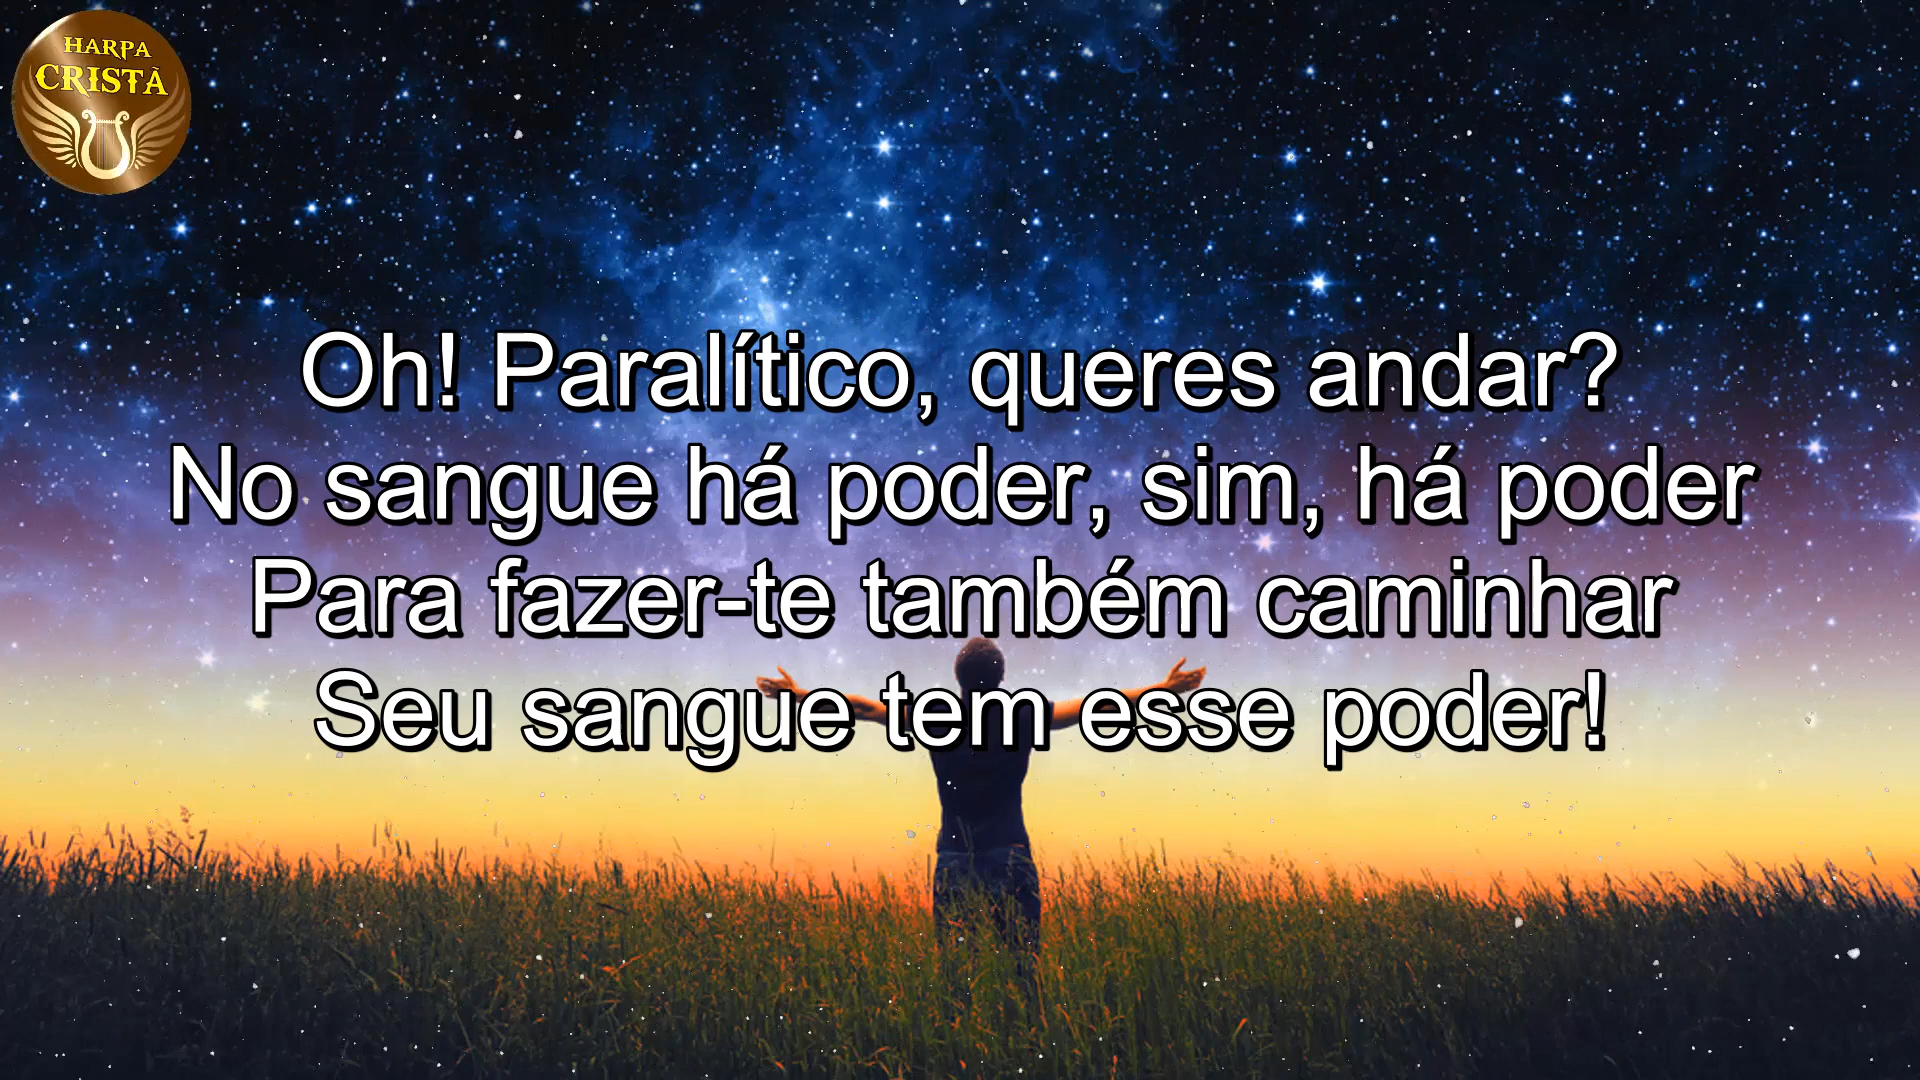 HARPA
CRISTÃ
Oh! Paralítico, queres andar?
No sangue há poder, sim, há poder
Para fazer-te também caminhar
Seu sangue tem esse poder!